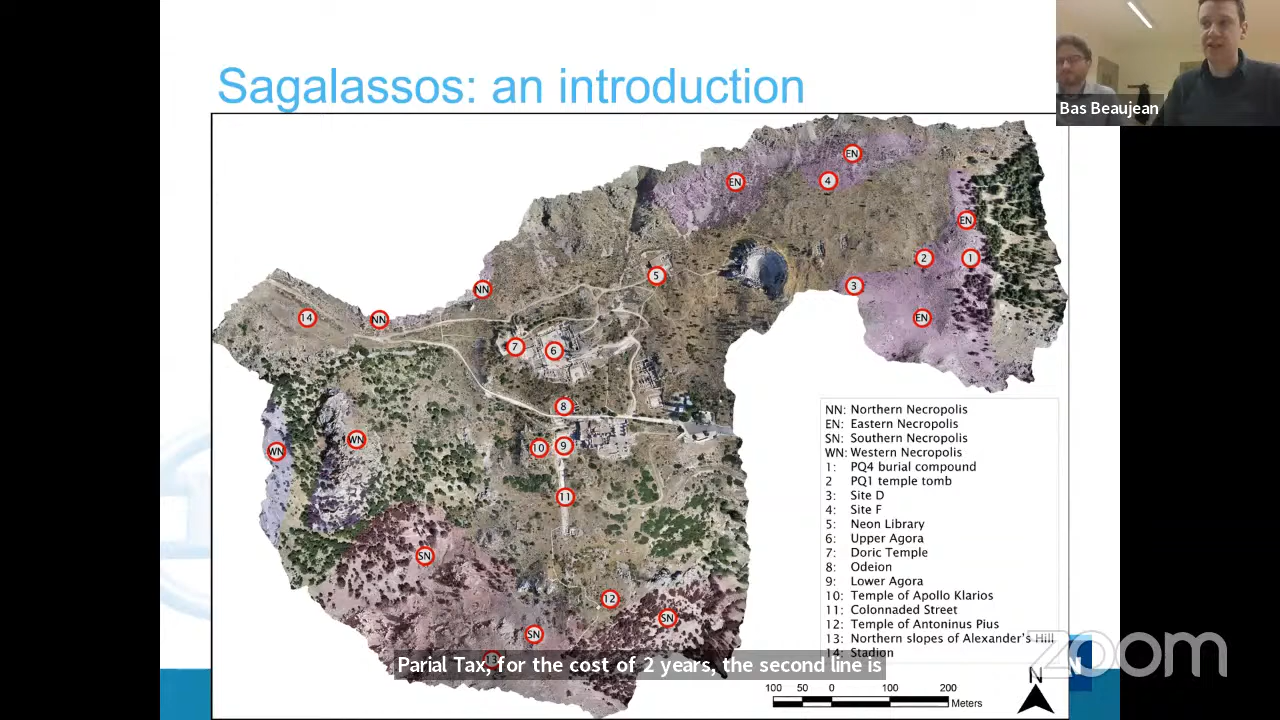 Sagalassos: an introduction
Bas Beaujean
EN
EN
4
EN
2
1
5
3
NN
14
NN
EN
7
6
8
WN
WN
10
9
11
SN
12
SN
SN
NN: Northern Necropolis
EN: Eastern Necropolis
SN: Southern Necropolis
WN: Western Necropolis
1: PQ4 burial compound
2 PQ1 temple tomb
3: Site D
4: Site F
5: Neon Library
6: Upper Agora
7: Doric Temple
8: Odeion
9: Lower Agora
10: Temple of Apollo Klarios
11: Colonnaded Street
12: Temple of Antoninus Pius
13: Northern slopes of Alexander's Hill
14: Stadion
Parial Tax, for the cost of 2 years, the second line is
zoom
N
100 50 0 100 200
Meters